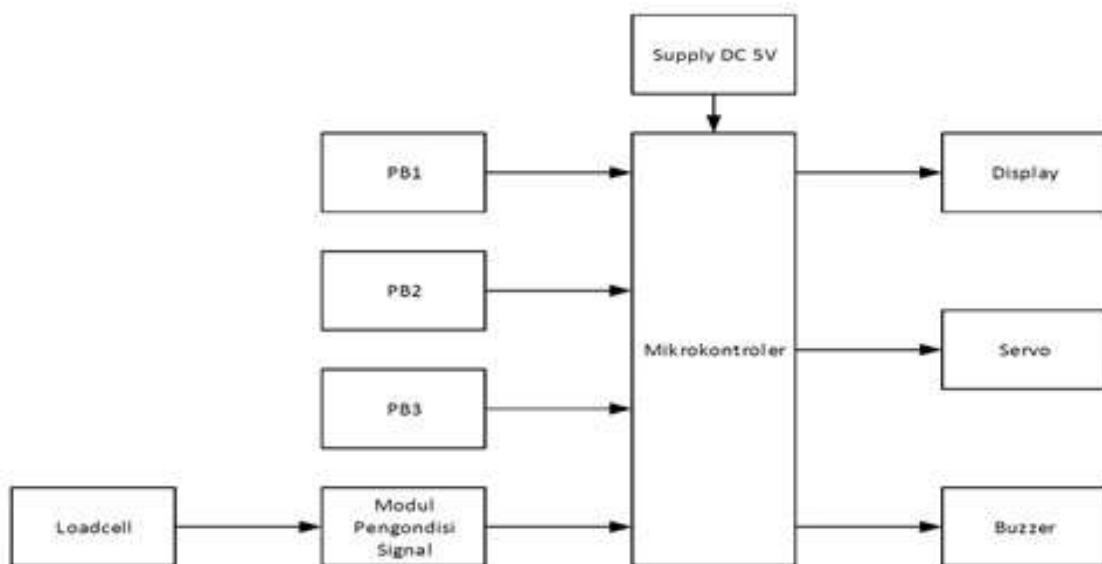 Supply DC 5V
PB1
Display
PB2
Mikrokontroler
Servo
PB3
Loadcell
Modul
Pengondisi
Signal
Buzzer